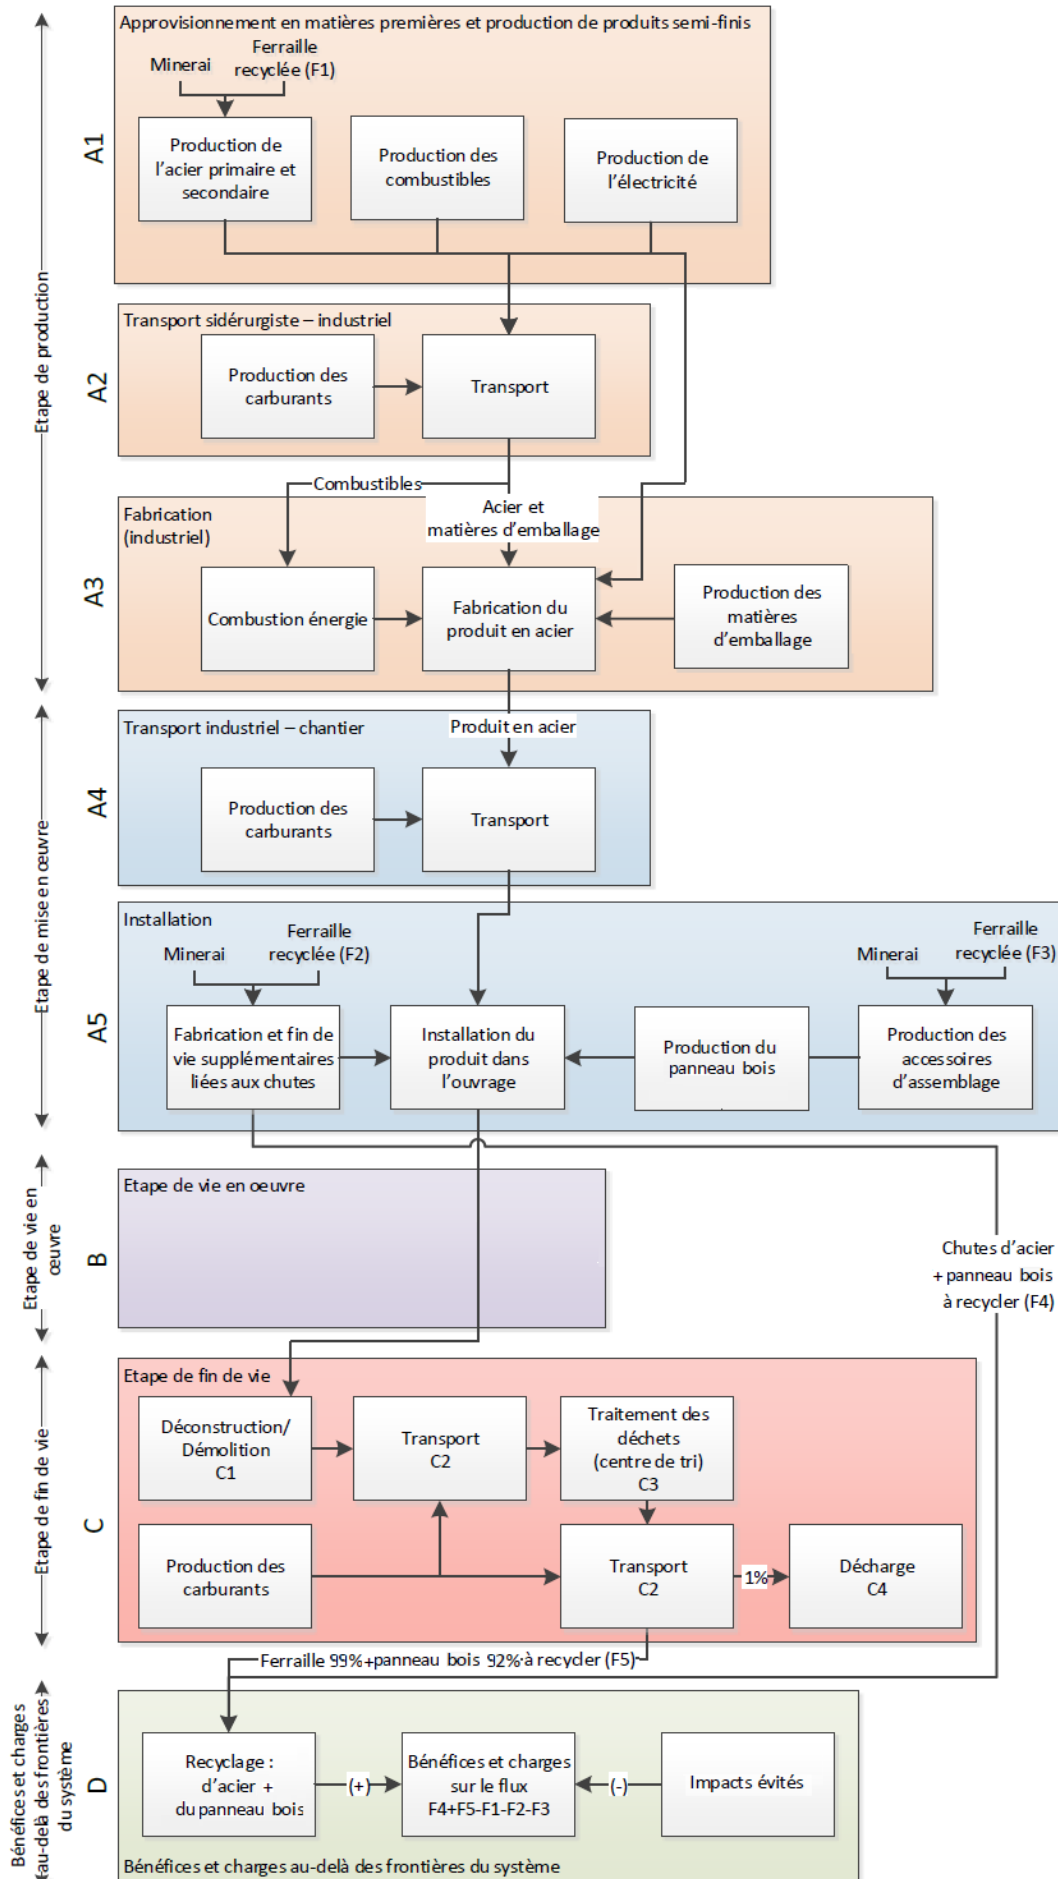 Approvisionnement en matières premières et production de produits semi-finis
Minerai
Ferraille
recyclée (F1)
A1
Production de
l'acier primaire et
secondaire
Production des
combustibles
Production de
l'électricité
Etape de production
Transport sidérurgiste – industriel
A2
Production des
carburants
Transport
Combustibles
Acier et
matières d'emballage
Fabrication
(industriel)
A3
Combustion énergie
Fabrication du
produit en acier
Production des
matières
d'emballage
Transport industriel – chantier
Produit en acier
A4
Production des
carburants
Transport
Etape de mise en œuvre
Installation
Minerai
Ferraille
recyclée (F2)
Minerai
Ferraille
recyclée (F3)
A5
Fabrication et fin de
vie supplémentaires
liées aux chutes
Installation du
produit dans
l'ouvrage
Production du
panneau bois
Production des
accessoires
d'assemblage
Etape de vie en
œuvre
B
Etape de vie en oeuvre
Chutes d'acier
+ panneau bois
à recycler (F4)
Etape de fin de vie
C
Etape de fin de vie
Déconstruction/
Démolition
C1
Transport
C2
Traitement des
déchets
(centre de tri)
C3
Production des
carburants
Transport
C2
1%
Décharge
C4
Ferraille 99%+panneau bois 92% à recycler (F5)
Bénéfices et charges
au-delà des frontières
du système
D
Recyclage :
d'acier +
du panneau bois
(+)
Bénéfices et charges
sur le flux
F4+F5-F1-F2-F3
(-)
Impacts évités
Bénéfices et charges au-delà des frontières du système